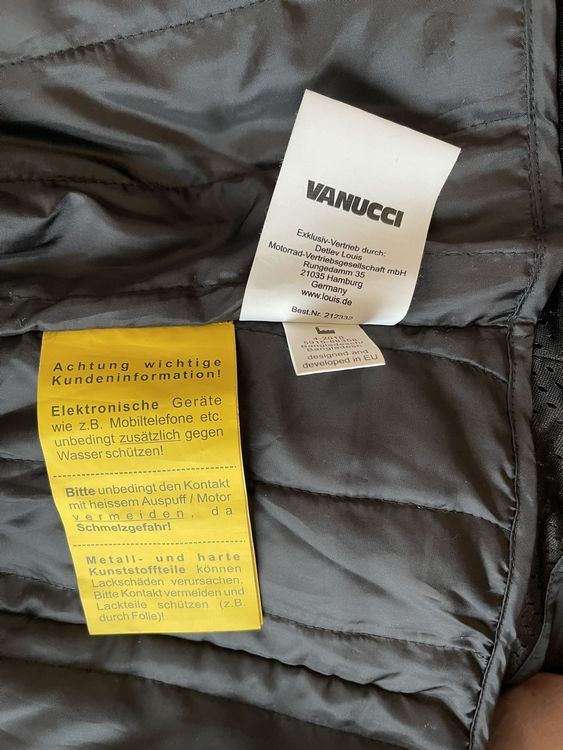 VANUCCI
Exklusiv-Vertrieb durch:
Detlev Louis
Motorrad-Vertriebsgesellschaft mbH
Rungedamm 35
21035 Hamburg
Germany
www.louis.de
Best.Nr. 212332
L
Bangladesch/
Bangladesh
designed and
developed in EU
Achtung wichtige
Kundeninformation!
Elektronische Geräte
wie z.B. Mobiltelefone etc.
unbedingt zusätzlich gegen
Wasser schützen!
Bitte unbedingt den Kontakt
mit heissem Auspuff / Motor
vermeiden, da
Schmelzgefahr!
Metall- und harte
Kunststoffteile können
Lackschäden verursachen.
Bitte Kontakt vermeiden und
Lackteile schützen (z.B.
durch Folie)!